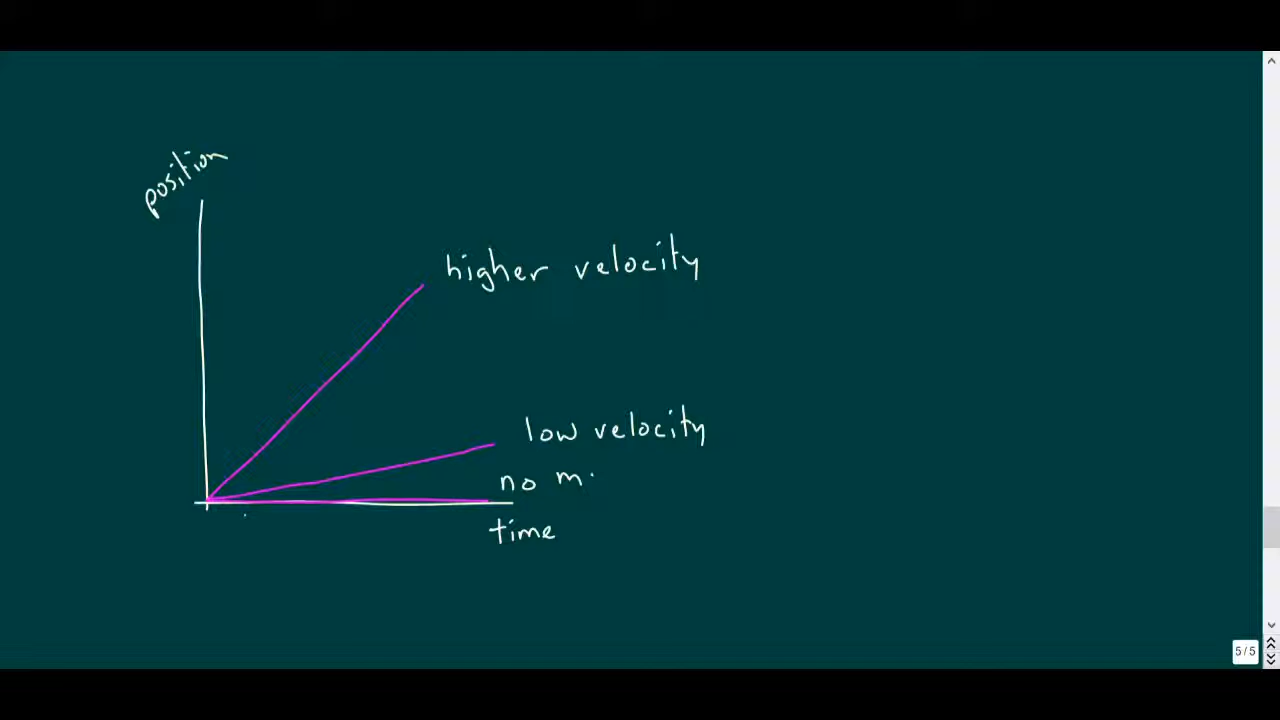 position
higher velocity
low velocity
no m
time
5 / 5